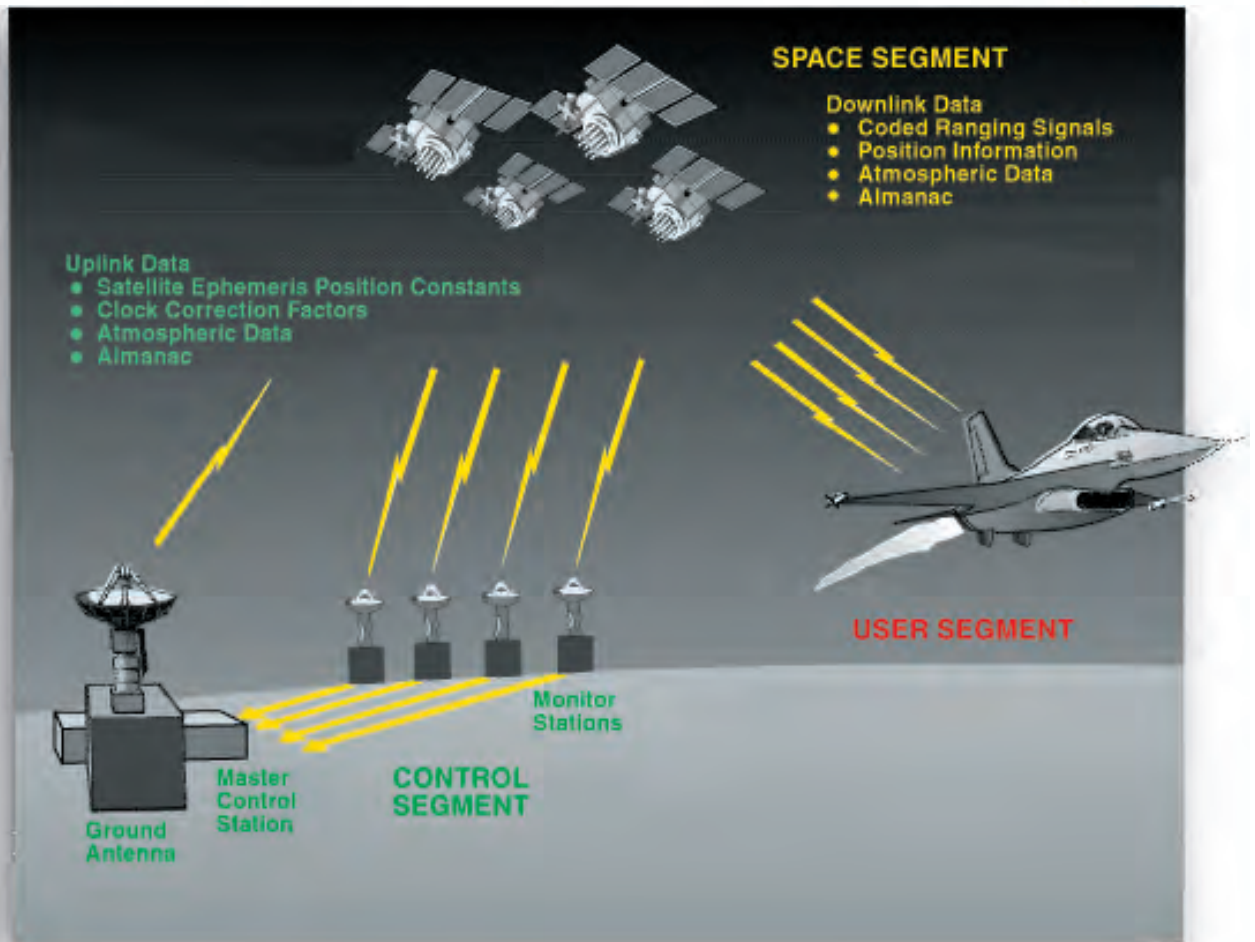 SPACE SEGMENT
Downlink Data
• Coded Ranging Signals
• Position Information
• Atmospheric Data
• Almanac
Uplink Data
• Satellite Ephemeris Position Constants
• Clock Correction Factors
• Atmospheric Data
• Almanac
USER SEGMENT
Monitor
Stations
CONTROL
SEGMENT
Master
Control
Station
Ground
Antenna